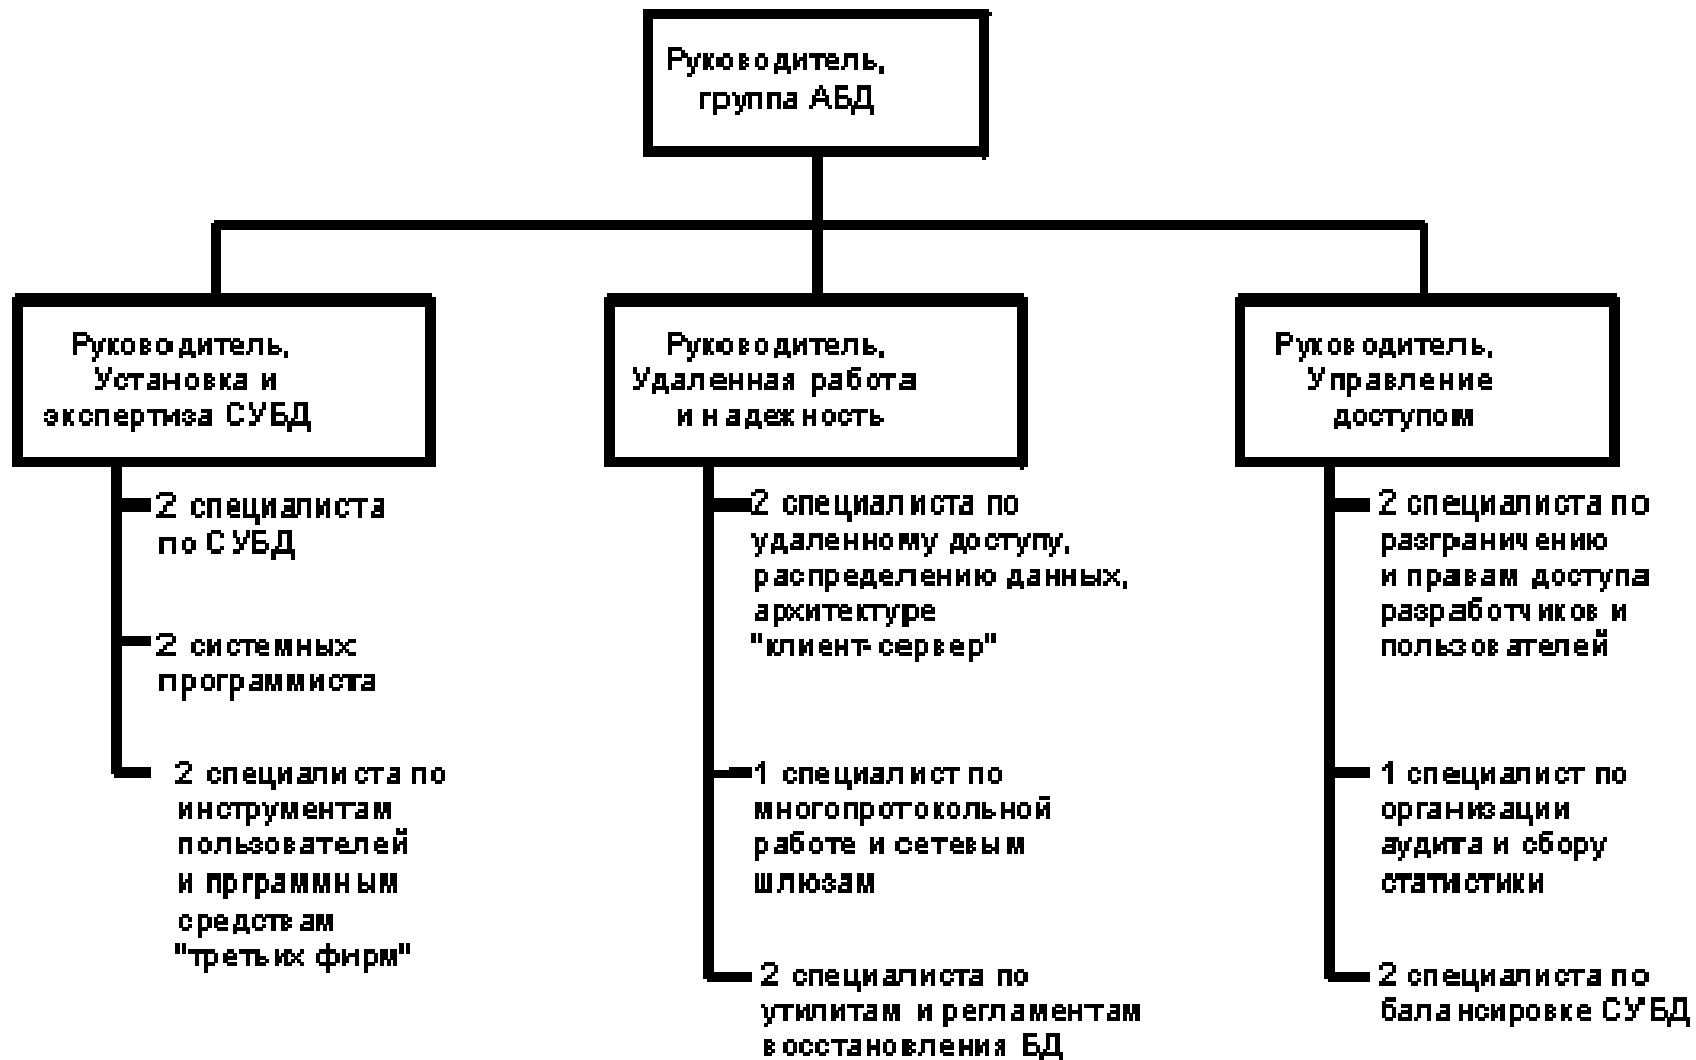 Руководитель,
группа АБД
Руководитель,
Установка и
экспертиза СУБД
2 специалиста
по СУБД
2 системных
программиста
2 специалиста по
инструментам
пользователей
и прграммным
средствам
"третьих фирм"
Руководитель,
Удаленная работа
и надежность
2 специалиста по
удаленному доступу,
распределению данных,
архитектуре
"клиент-сервер"
1 специалист по
многопротокольной
работе и сетевым
шлюзам
2 специалиста по
утилитам и регламентам
восстановления БД
Руководитель,
Управление
доступом
2 специалиста по
разграничению
и правам доступа
разработчиков и
пользователей
1 специалист по
организации
аудита и сбору
статистики
2 специалиста по
балансировке СУБД